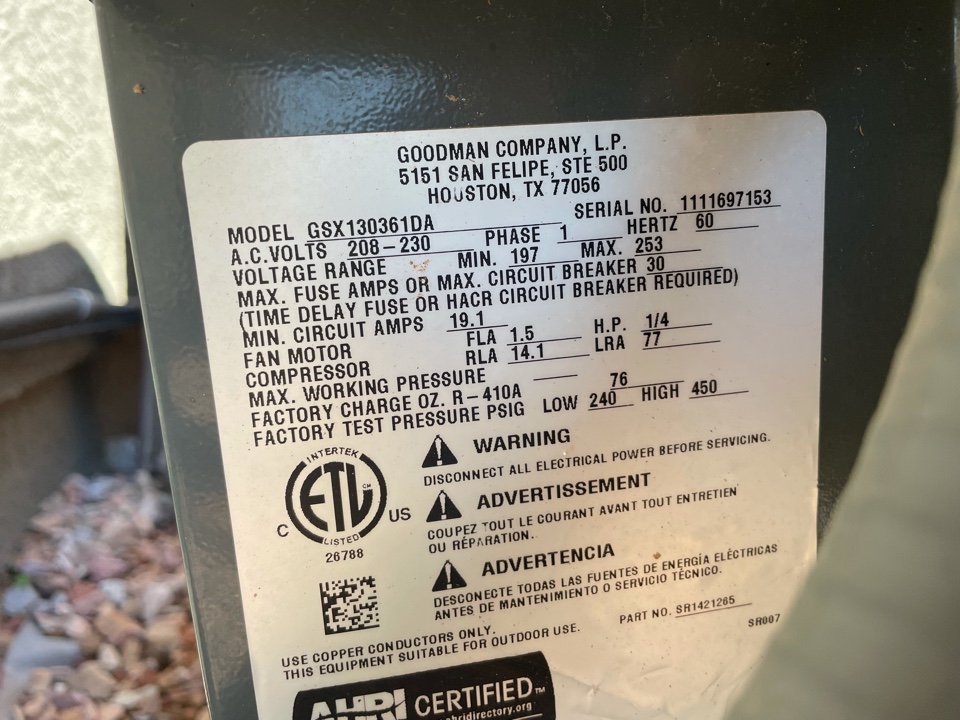 GOODMAN COMPANY, L.P.
5151 SAN FELIPE, STE 500
HOUSTON, TX 77056
MODEL GSX130361DA SERIAL NO. 1111697153
A.C. VOLTS 208-230 PHASE 1 HERTZ 60
VOLTAGE RANGE MIN. 197 MAX. 253
MAX. FUSE AMPS OR MAX. CIRCUIT BREAKER 30
(TIME DELAY FUSE OR HACR CIRCUIT BREAKER REQUIRED)
MIN. CIRCUIT AMPS 19.1
FAN MOTOR FLA 1.5 H.P. 1/4
COMPRESSOR RLA 14.1 LRA 77
MAX. WORKING PRESSURE
FACTORY CHARGE OZ. R-410A 76
FACTORY TEST PRESSURE PSIG LOW 240 HIGH 450
WARNING
DISCONNECT ALL ELECTRICAL POWER BEFORE SERVICING.
ADVERTISSEMENT
COUPEZ TOUT LE COURANT AVANT TOUT ENTRETIEN
OU RÉPARATION.
ADVERTENCIA
DESCONECTE TODAS LAS FUENTES DE ENERGÍA ELÉCTRICAS
ANTES DE MANTENIMIENTO O SERVICIO TÉCNICO.
INTERTEK
ETL CM
LISTED
C US
26788
PART NO. SR1421265
SR007
USE COPPER CONDUCTORS ONLY.
THIS EQUIPMENT SUITABLE FOR OUTDOOR USE.
AHRI CERTIFIED™
ahridirectory.org